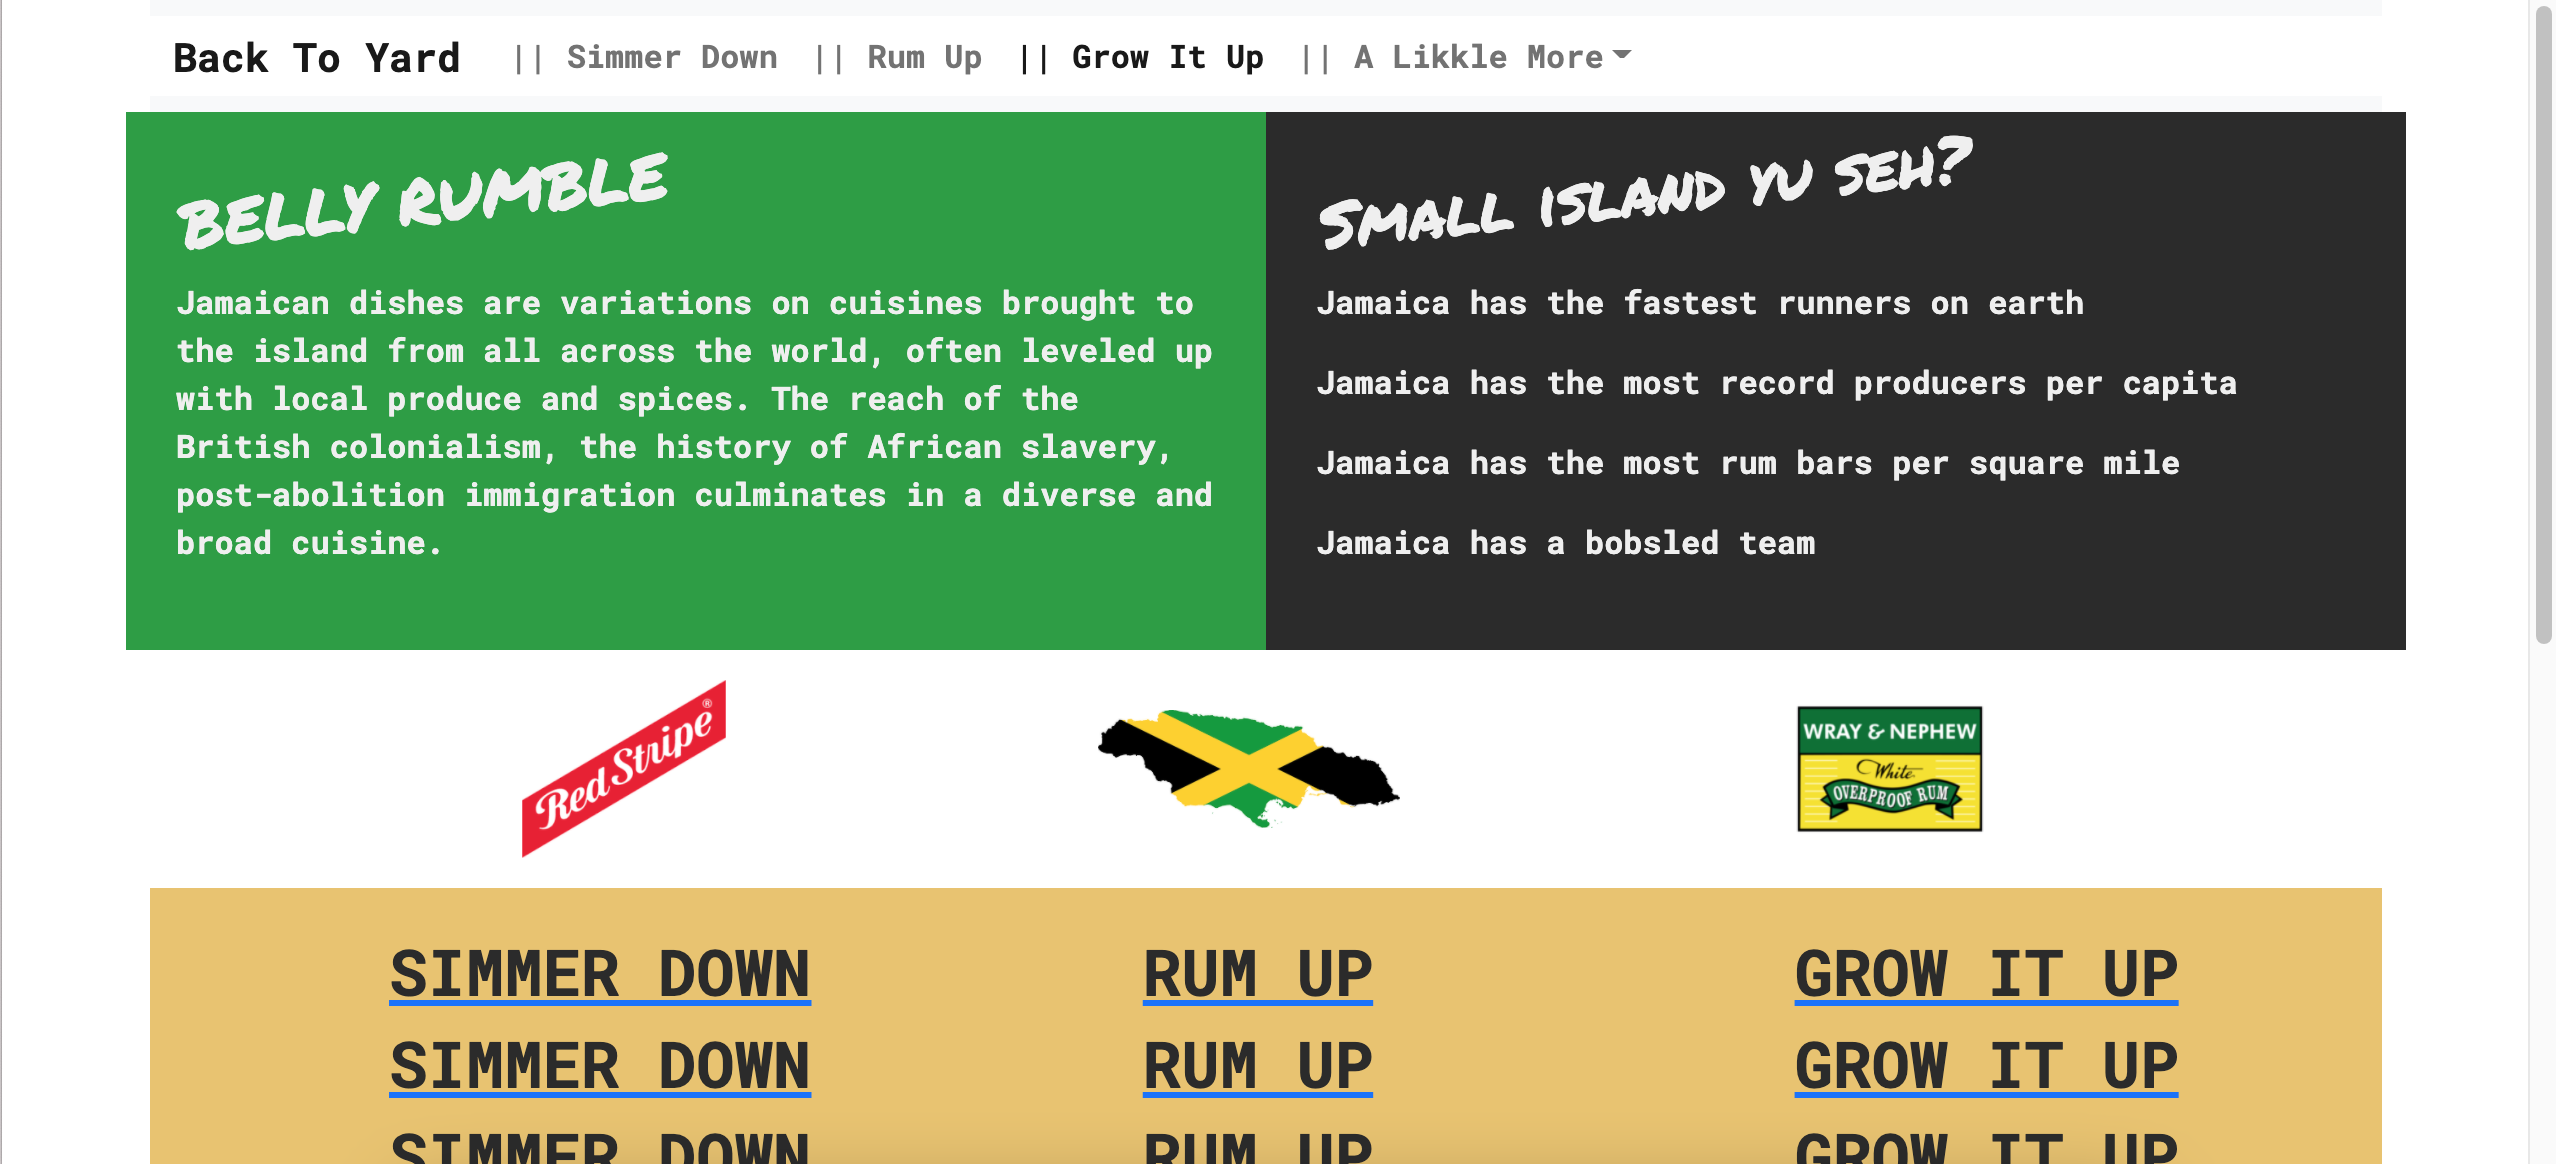 Back To Yard || Simmer Down || Rum Up || Grow It Up || A Likkle More
BELLY RUMBLE
Jamaican dishes are variations on cuisines brought to
the island from all across the world, often leveled up
with local produce and spices. The reach of the
British colonialism, the history of African slavery,
post-abolition immigration culminates in a diverse and
broad cuisine.
SMALL ISLAND YU SEH?
Jamaica has the fastest runners on earth
Jamaica has the most record producers per capita
Jamaica has the most rum bars per square mile
Jamaica has a bobsled team
Red Stripe ®
WRAY & NEPHEW
White
OVERPROOF RUM
SIMMER DOWN RUM UP GROW IT UP
SIMMER DOWN RUM UP GROW IT UP
SIMMER DOWN RUM UP GROW IT UP